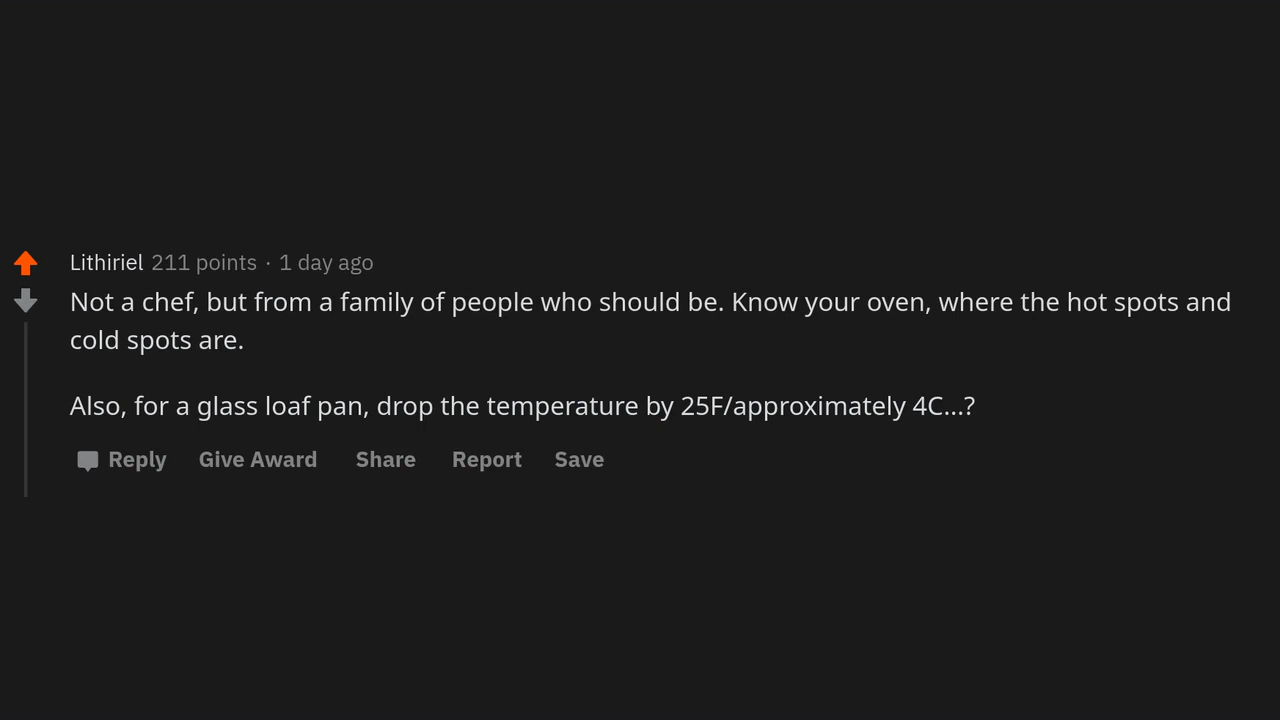 Lithiriel 211 points · 1 day ago
Not a chef, but from a family of people who should be. Know your oven, where the hot spots and
cold spots are.
Also, for a glass loaf pan, drop the temperature by 25F/approximately 4C...?
Reply Give Award Share Report Save